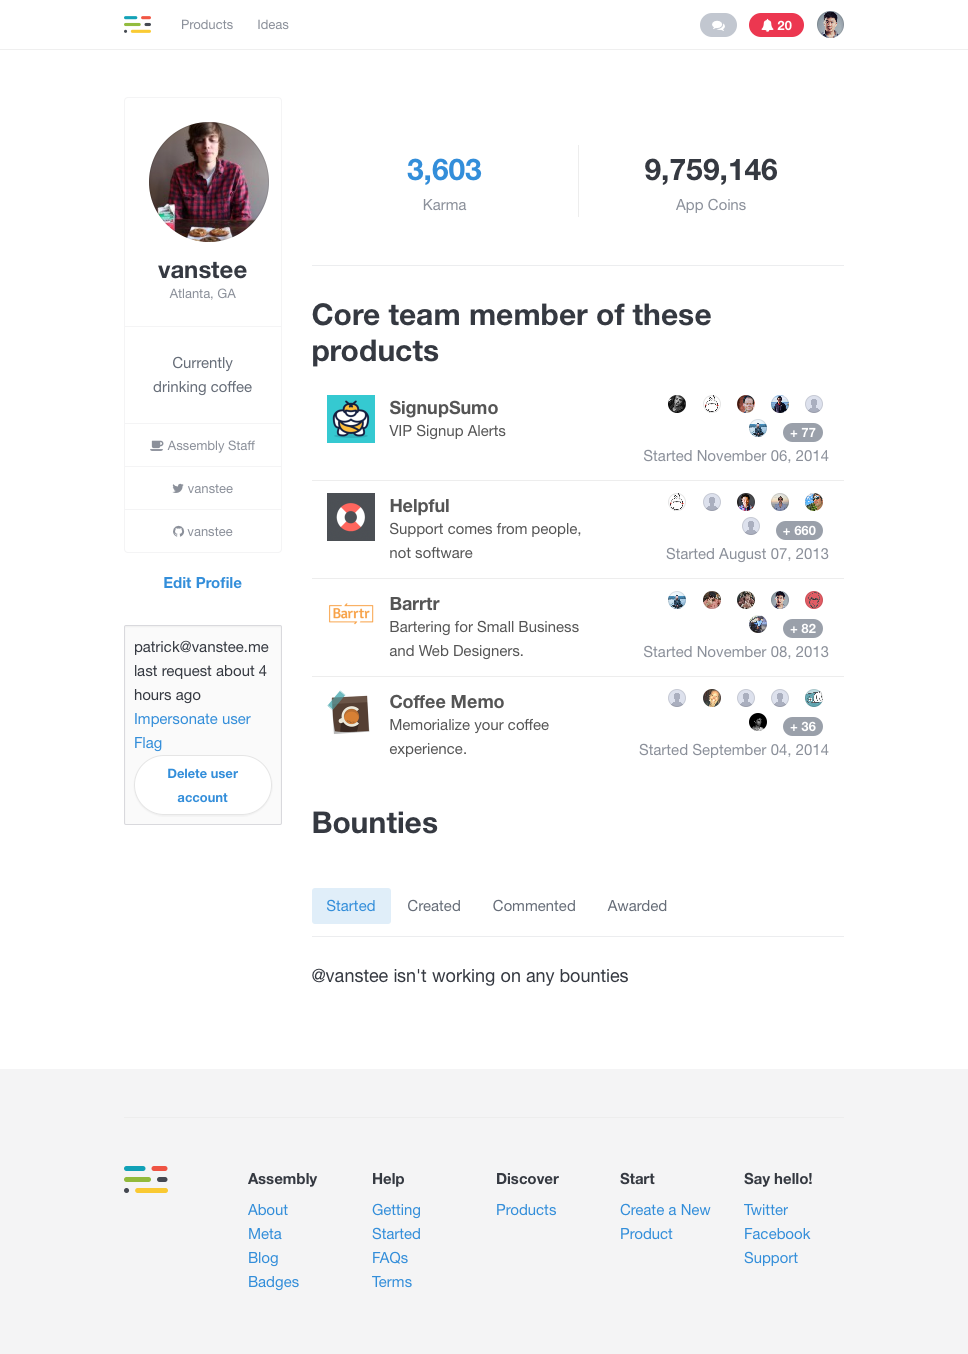 Products Ideas
20
3,603
Karma
9,759,146
App Coins
vanstee
Atlanta, GA
Currently
drinking coffee
Assembly Staff
vanstee
vanstee
Edit Profile
patrick@vanstee.me
last request about 4
hours ago
Impersonate user
Flag
Delete user
account
Core team member of these
products
SignupSumo
VIP Signup Alerts
+ 77
Started November 06, 2014
Helpful
Support comes from people,
not software
+ 660
Started August 07, 2013
Barrtr
Barrtr
Bartering for Small Business
and Web Designers.
+ 82
Started November 08, 2013
Coffee Memo
Memorialize your coffee
experience.
+ 36
Started September 04, 2014
Bounties
Started Created Commented Awarded
@vanstee isn't working on any bounties
Assembly
About
Meta
Blog
Badges
Help
Getting
Started
FAQs
Terms
Discover
Products
Start
Create a New
Product
Say hello!
Twitter
Facebook
Support